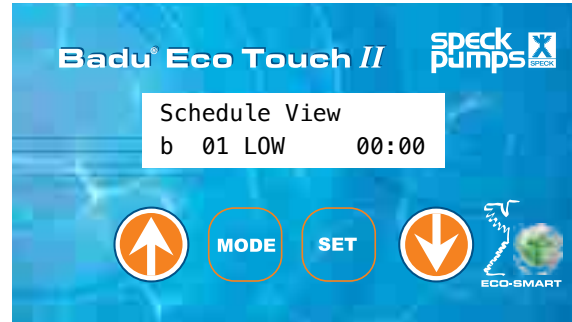 Badu® Eco Touch II
speck pumps
SPECK
Schedule View
b 01 LOW 00:00
MODE
SET
ECO-SMART